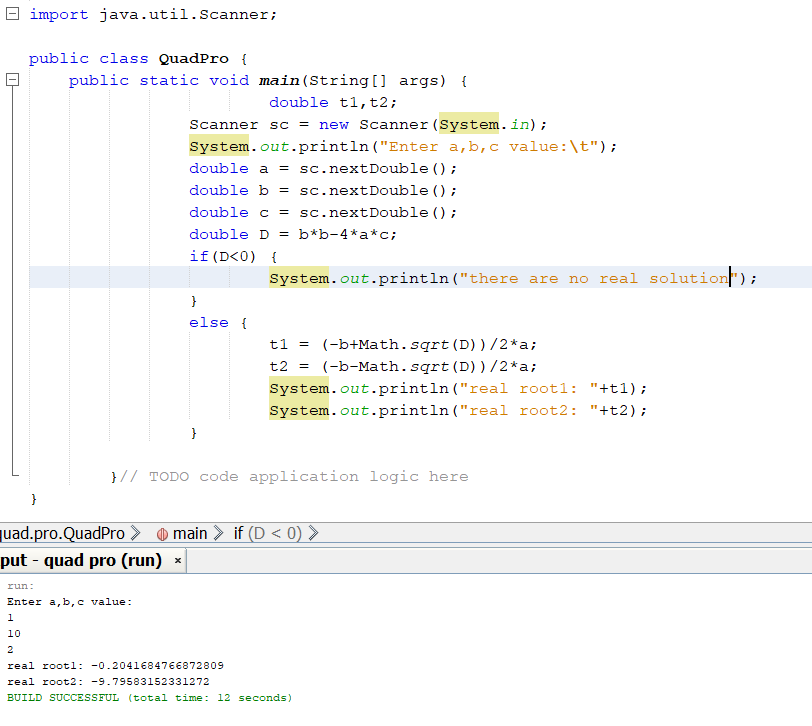 import java.util.Scanner;
public class QuadPro {
public static void main(String[] args) {
double t1,t2;
Scanner sc = new Scanner(System.in);
System.out.println("Enter a,b,c value:\t");
double a = sc.nextDouble();
double b = sc.nextDouble();
double c = sc.nextDouble();
double D = b*b-4*a*c;
if(D<0) {
System.out.println("there are no real solution");
}
else {
t1 = (-b+Math.sqrt(D))/2*a;
t2 = (-b-Math.sqrt(D))/2*a;
System.out.println("real root1: "+t1);
System.out.println("real root2: "+t2);
}
}// TODO code application logic here
}
quad.pro.QuadPro > main > if (D < 0) >
put - quad pro (run) ×
run:
Enter a,b,c value:
1
10
2
real root1: -0.2041684766872809
real root2: -9.79583152331272
BUILD SUCCESSFUL (total time: 12 seconds)